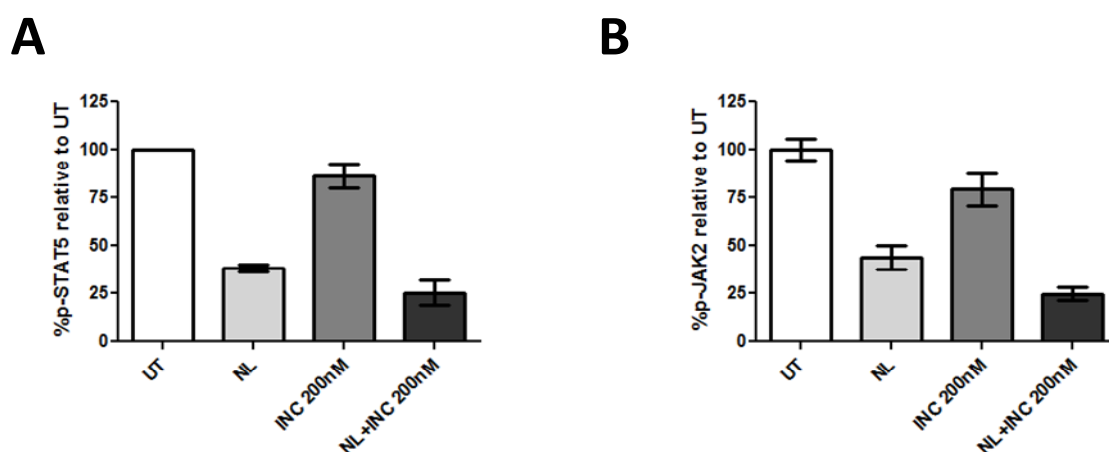 A
%p-STAT5 relative to UT
125
100
75
50
25
0
UT
NL
INC 200nM
NL+INC 200nM
B
%p-JAK2 relative to UT
125
100
75
50
25
0
UT
NL
INC 200nM
NL+INC 200nM